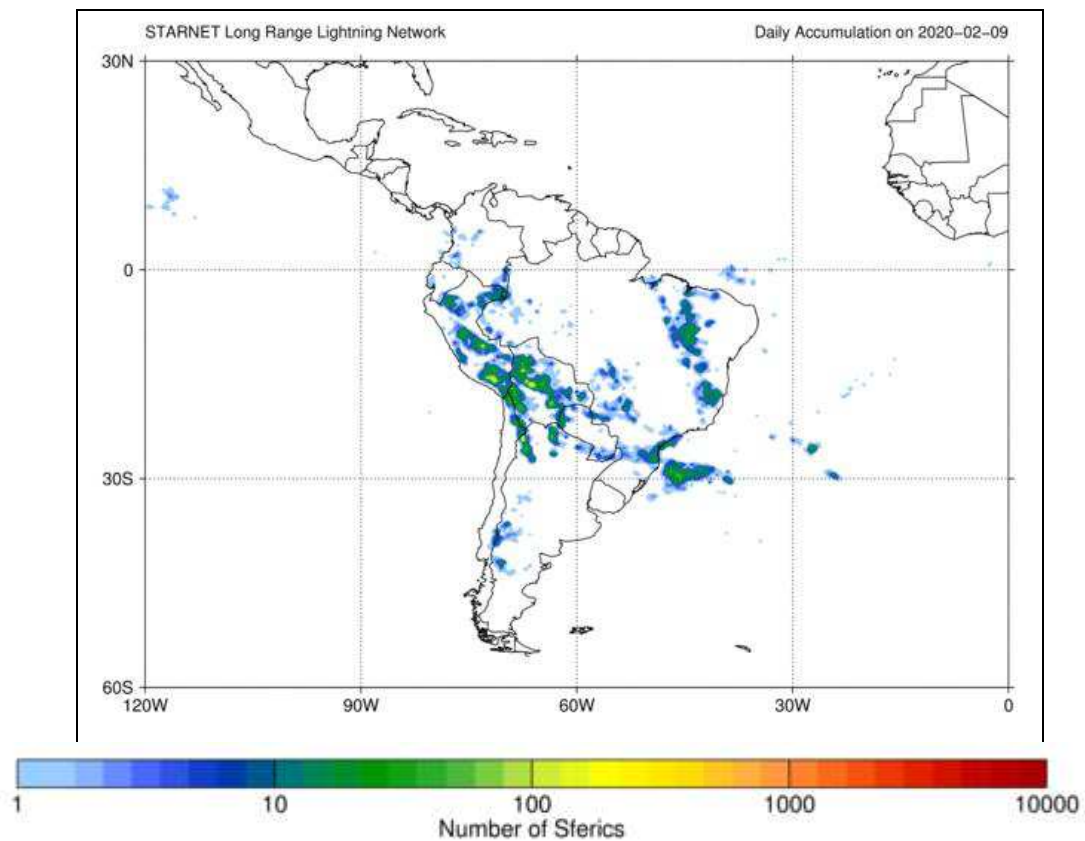 STARNET Long Range Lightning Network Daily Accumulation on 2020-02-09
30N
0
30S
60S
120W 90W 60W 30W 0
1 10 100 1000 10000
Number of Sferics